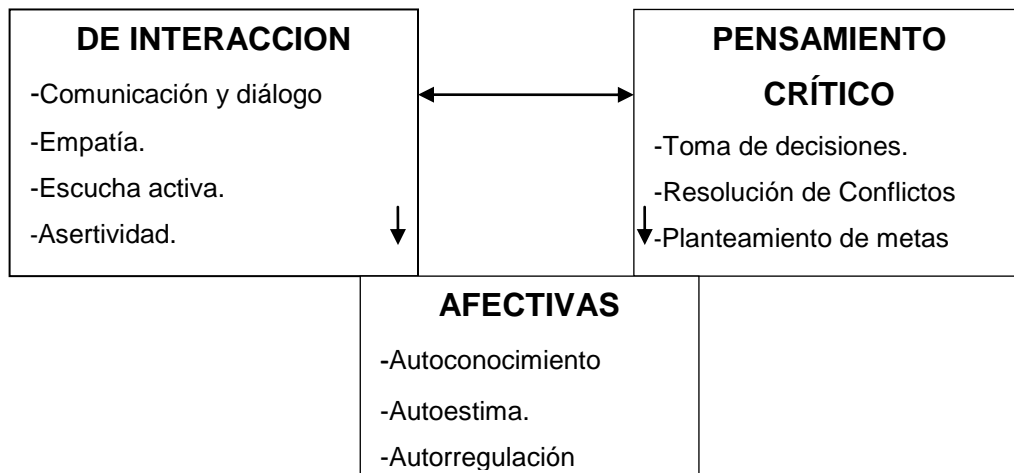 DE INTERACCION
-Comunicación y diálogo
-Empatía.
-Escucha activa.
-Asertividad.
PENSAMIENTO
CRÍTICO
-Toma de decisiones.
-Resolución de Conflictos
-Planteamiento de metas
AFECTIVAS
-Autoconocimiento
-Autoestima.
-Autorregulación